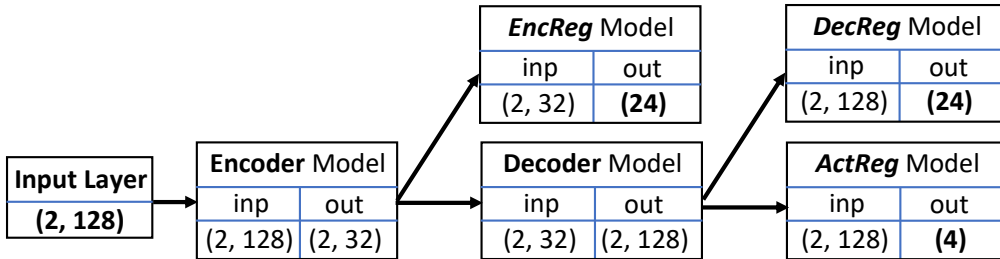 EncReg Model
inp out
(2, 32) (24)
DecReg Model
inp out
(2, 128) (24)
Input Layer
(2, 128)
Encoder Model
inp out
(2, 128) (2, 32)
Decoder Model
inp out
(2, 32) (2, 128)
ActReg Model
inp out
(2, 128) (4)